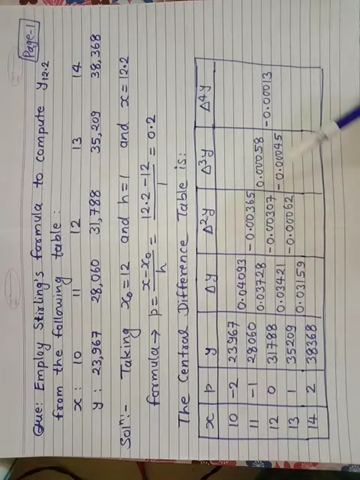 Page-1
Que: Employ Stirling's formula to compute y12.2
from the following table:
x: 10 11 12 13 14
y: 23,967 28,060 31,788 35,209 38,368
Solⁿ:- Taking x₀=12 and h=1 and x=12.2
formula→ p = x-x₀/h = 12.2-12/1 = 0.2
The Central Difference Table is:
x p y Δy Δ²y Δ³y Δ⁴y
10 -2 23967
0.04093
11 -1 28060 -0.00365
0.03728 0.00058
12 0 31788 -0.00307 -0.00013
0.03421 -0.00045
13 1 35209 -0.00062
0.03159
14 2 38368